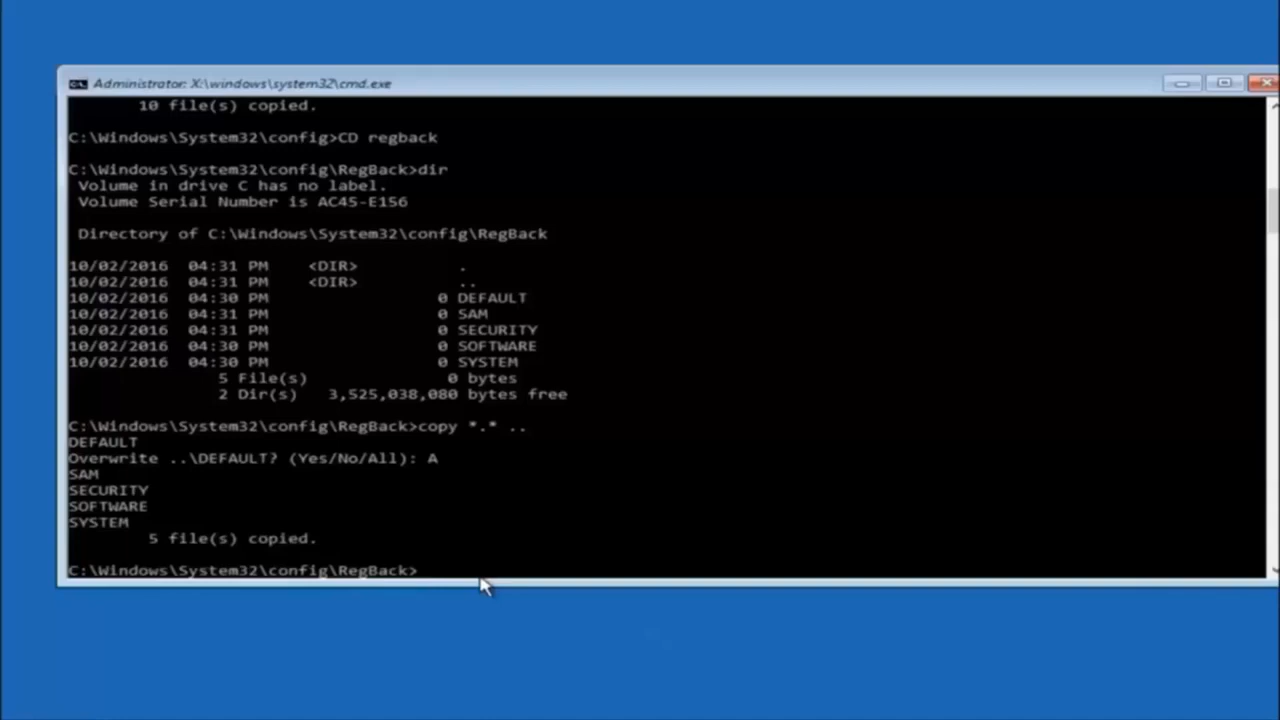 Administrator: X:\windows\system32\cmd.exe
10 file(s) copied.
C:\Windows\System32\config>CD regback
C:\Windows\System32\config\RegBack>dir
Volume in drive C has no label.
Volume Serial Number is AC45-E156
Directory of C:\Windows\System32\config\RegBack
10/02/2016 04:31 PM <DIR> .
10/02/2016 04:31 PM <DIR> ..
10/02/2016 04:30 PM 0 DEFAULT
10/02/2016 04:31 PM 0 SAM
10/02/2016 04:31 PM 0 SECURITY
10/02/2016 04:30 PM 0 SOFTWARE
10/02/2016 04:30 PM 0 SYSTEM
5 File(s) 0 bytes
2 Dir(s) 3,525,038,080 bytes free
C:\Windows\System32\config\RegBack>copy *.* ..
DEFAULT
Overwrite ..\DEFAULT? (Yes/No/All): A
SAM
SECURITY
SOFTWARE
SYSTEM
5 file(s) copied.
C:\Windows\System32\config\RegBack>